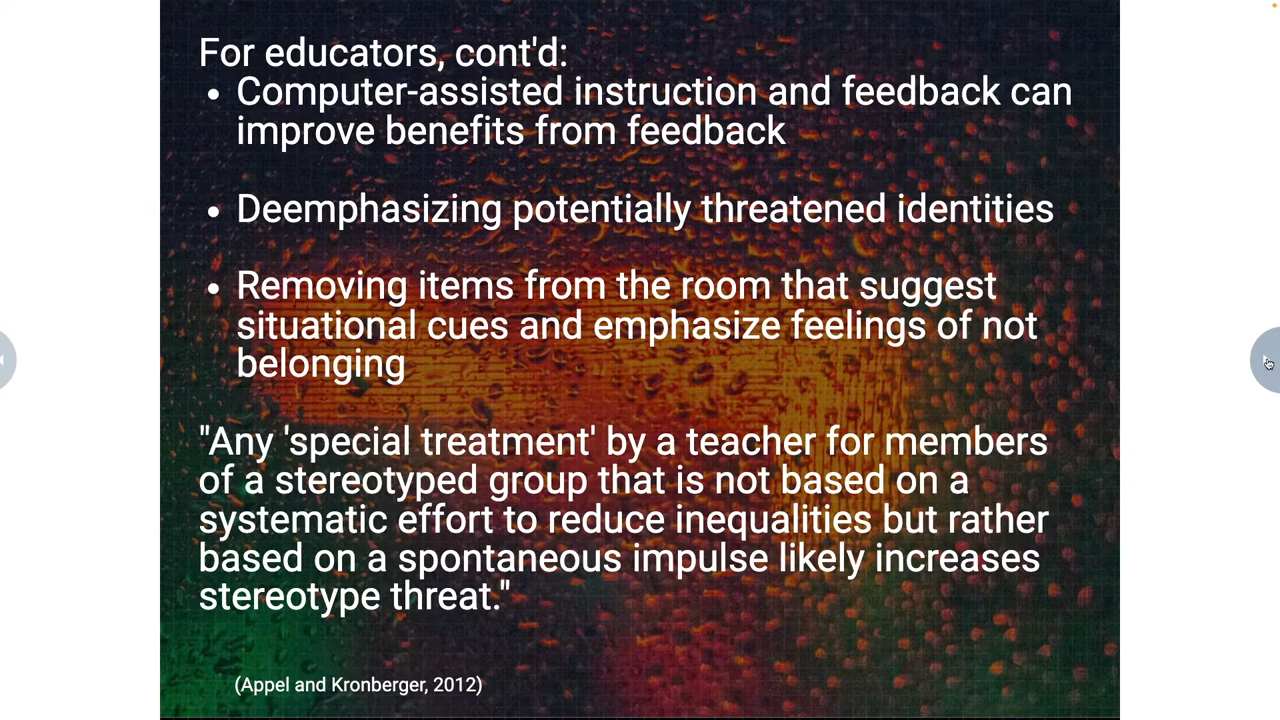 For educators, cont'd:
• Computer-assisted instruction and feedback can
improve benefits from feedback
• Deemphasizing potentially threatened identities
• Removing items from the room that suggest
situational cues and emphasize feelings of not
belonging
"Any 'special treatment' by a teacher for members
of a stereotyped group that is not based on a
systematic effort to reduce inequalities but rather
based on a spontaneous impulse likely increases
stereotype threat."
(Appel and Kronberger, 2012)